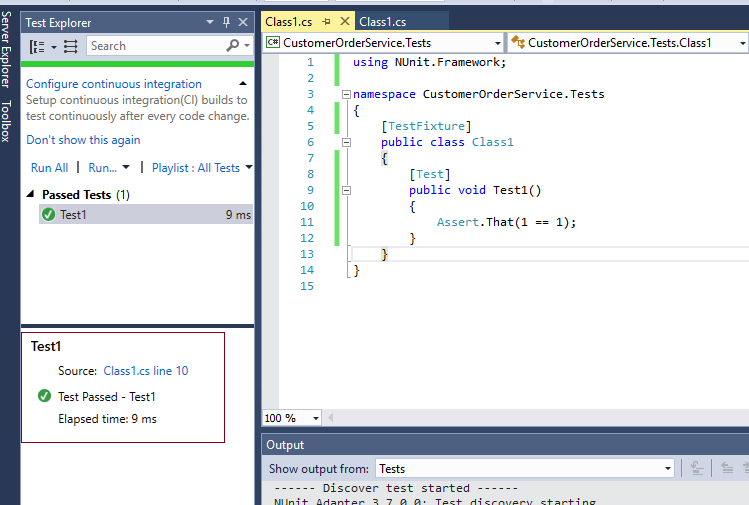 Server Explorer
Toolbox
Test Explorer
Search
Configure continuous integration
Setup continuous integration(CI) builds to
test continuously after every code change.
Don't show this again
Run All | Run... | Playlist : All Tests
Passed Tests (1)
Test1 9 ms
Test1
Source: Class1.cs line 10
Test Passed - Test1
Elapsed time: 9 ms
Class1.cs Class1.cs
C# CustomerOrderService.Tests CustomerOrderService.Tests.Class1
1 using NUnit.Framework;
2
3 namespace CustomerOrderService.Tests
4 {
5 [TestFixture]
6 public class Class1
7 {
8 [Test]
9 public void Test1()
10 {
11 Assert.That(1 == 1);
12 }
13 }
14 }
15
100 %
Output
Show output from: Tests
------ Discover test started ------
NUnit Adapter 3.7.0.0: Test discovery starting